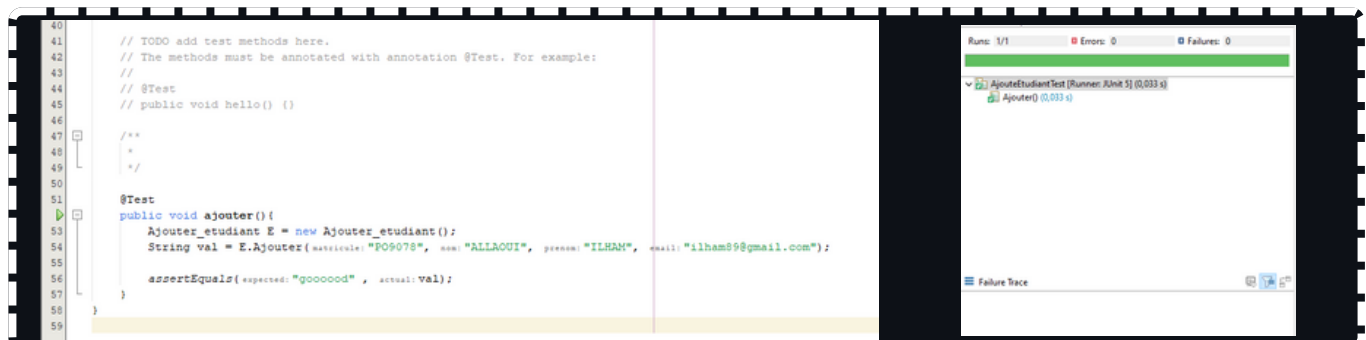 40
41 // TODO add test methods here.
42 // The methods must be annotated with annotation @Test. For example:
43 //
44 // @Test
45 // public void hello() {}
46
47 /**
48 *
49 */
50
51 @Test
public void ajouter(){
53 Ajouter_etudiant E = new Ajouter_etudiant();
54 String val = E.Ajouter( matricule: "PO9078", nom: "ALLAOUI", prenom: "ILHAM", email: "ilham89@gmail.com");
55
56 assertEquals( expected: "goooood" , actual: val);
57 }
58 }
59
Runs: 1/1 Errors: 0 Failures: 0
AjouteEtudiantTest [Runner: JUnit 5] (0,033 s)
Ajouter() (0,033 s)
Failure Trace